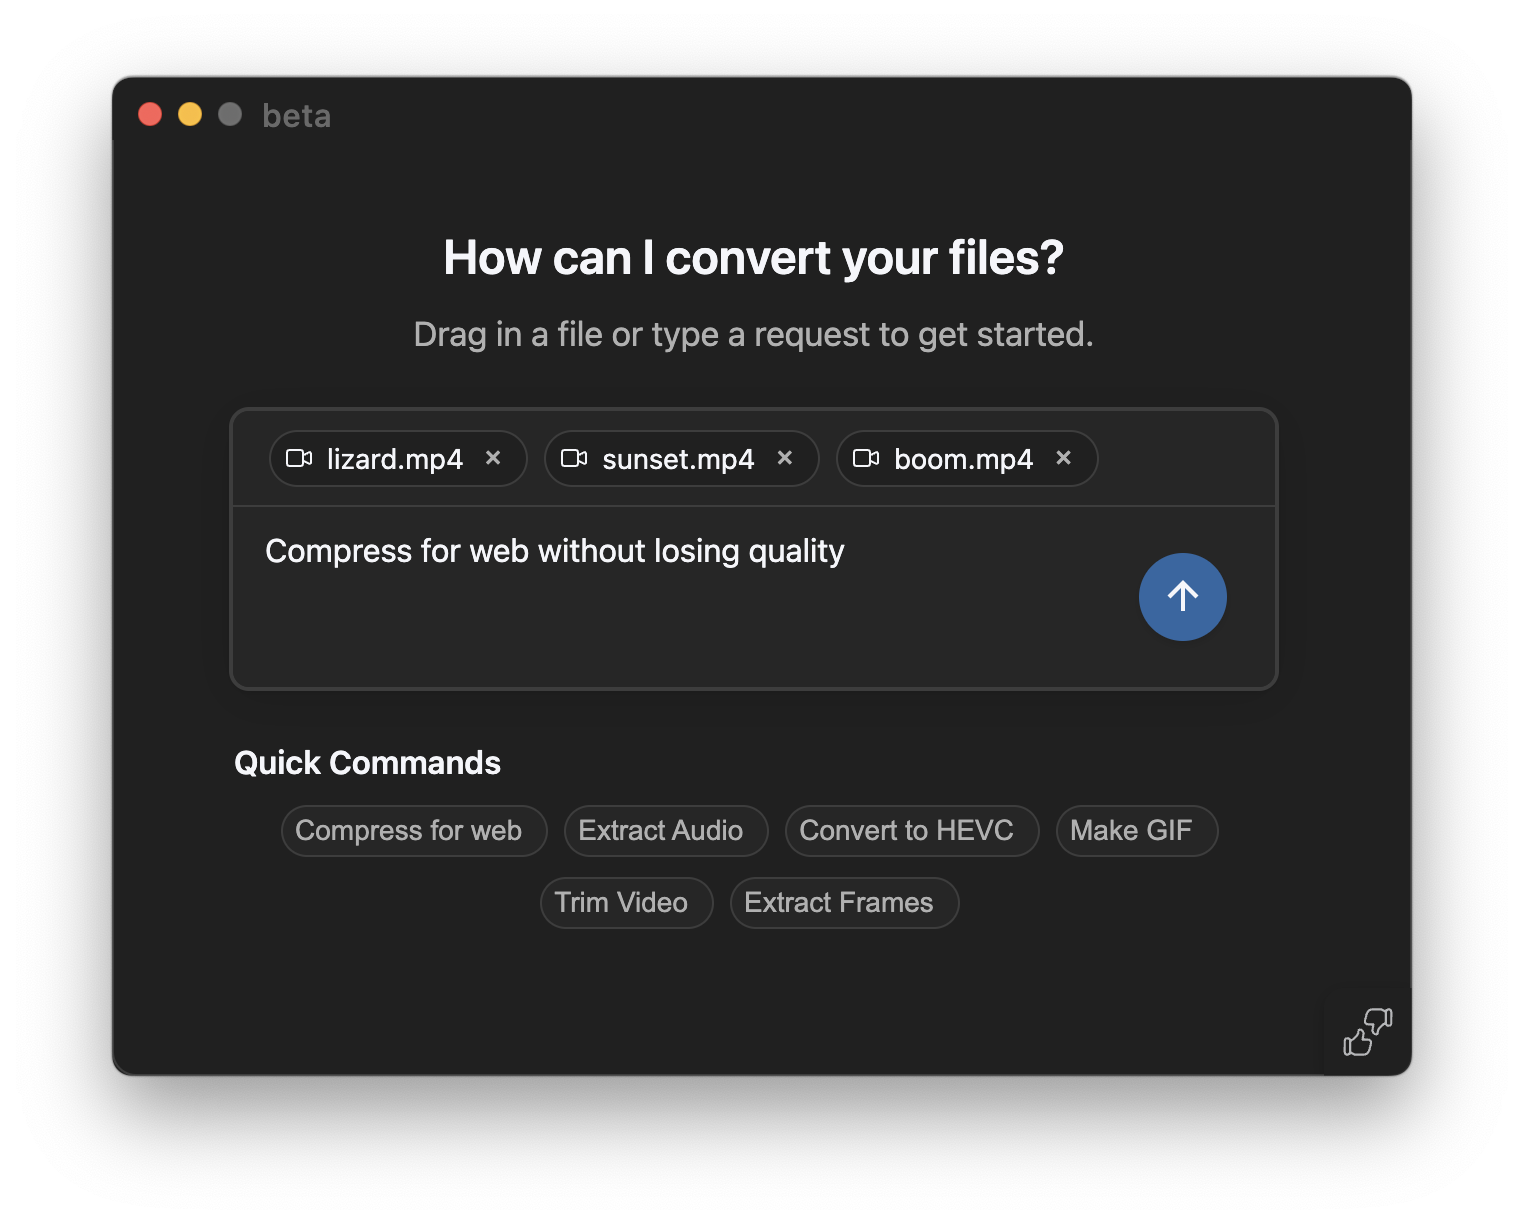 beta
How can I convert your files?
Drag in a file or type a request to get started.
lizard.mp4 × sunset.mp4 × boom.mp4 ×
Compress for web without losing quality
Quick Commands
Compress for web Extract Audio Convert to HEVC Make GIF
Trim Video Extract Frames